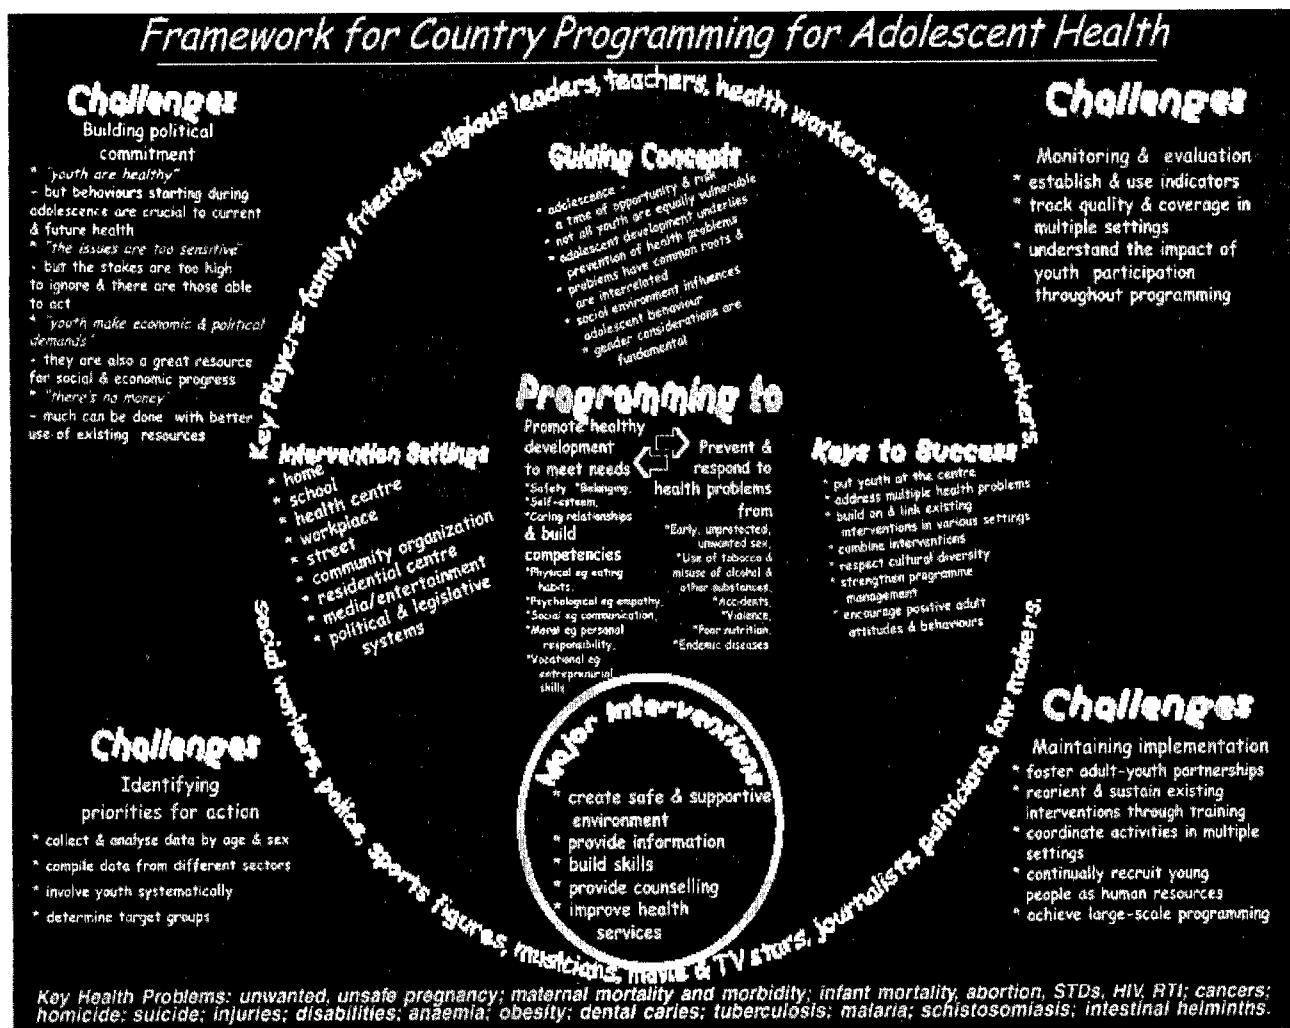 Framework for Country Programming for Adolescent Health
Challenges
Building political
commitment
* "youth are healthy"
- but behaviours starting during
adolescence are crucial to current
& future health
* "the issues are too sensitive"
- but the stakes are too high
to ignore & there are those able
to act
* "youth make economic & political
demands"
- they are also a great resource
for social & economic progress
* "there's no money"
- much can be done with better
use of existing resources
Challenges
Monitoring & evaluation
* establish & use indicators
* track quality & coverage in
multiple settings
* understand the impact of
youth participation
throughout programming
Key Players: family, friends, religious leaders, teachers, health workers, employers, youth workers
Guiding Concepts
* adolescence -
a time of opportunity & risk
* not all youth are equally vulnerable
* adolescent development underlies
prevention of health problems
* problems have common roots &
are interrelated
* social environment influences
adolescent behaviour
* gender considerations are
fundamental
Programming to
Promote healthy
development
to meet needs
*Safety *Belonging,
*Self-esteem,
*Caring relationships
& build
competencies
*Physical eg eating
habits,
*Psychological eg empathy,
*Social eg communication,
*Moral eg personal
responsibility,
*Vocational eg
entrepreneurial
skills
Prevent &
respond to
health problems
from
*Early, unprotected,
unwanted sex,
*Use of tobacco &
misuse of alcohol &
other substances,
*Accidents,
*Violence,
*Poor nutrition,
*Endemic diseases
Intervention Settings
* home
* school
* health centre
* workplace
* street
* community organization
* residential centre
* media/entertainment
* political & legislative
systems
Keys to Success
* put youth at the centre
* address multiple health problems
* build on & link existing
interventions in various settings
* combine interventions
* respect cultural diversity
* strengthen programme
management
* encourage positive adult
attitudes & behaviours
Major Interventions
* create safe & supportive
environment
* provide information
* build skills
* provide counselling
* improve health
services
social workers, police, sports figures, musicians, movie & TV stars, journalists, politicians, law makers.
Challenges
Identifying
priorities for action
* collect & analyse data by age & sex
* compile data from different sectors
* involve youth systematically
* determine target groups
Challenges
Maintaining implementation
* foster adult-youth partnerships
* reorient & sustain existing
interventions through training
* coordinate activities in multiple
settings
* continually recruit young
people as human resources
* achieve large-scale programming
Key Health Problems: unwanted, unsafe pregnancy; maternal mortality and morbidity; infant mortality, abortion, STDs, HIV, RTI; cancers;
homicide; suicide; injuries; disabilities; anaemia; obesity; dental caries; tuberculosis; malaria; schistosomiasis; intestinal helminths.